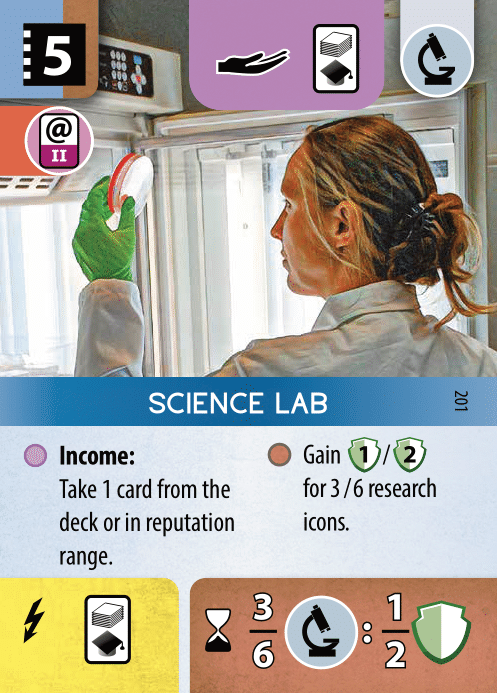 5
@
II
SCIENCE LAB
201
Income:
Take 1 card from the
deck or in reputation
range.
Gain 1/2
for 3/6 research
icons.
3
6
:
1
2